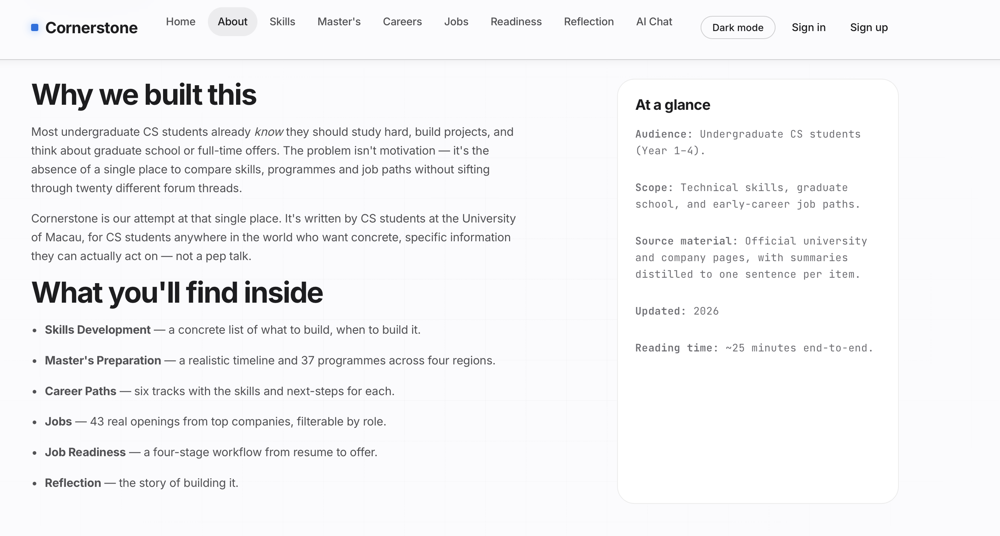 Cornerstone
Home
About
Skills
Master's
Careers
Jobs
Readiness
Reflection
AI Chat
Dark mode
Sign in
Sign up
Why we built this
Most undergraduate CS students already know they should study hard, build projects, and
think about graduate school or full-time offers. The problem isn't motivation — it's the
absence of a single place to compare skills, programmes and job paths without sifting
through twenty different forum threads.
Cornerstone is our attempt at that single place. It's written by CS students at the University
of Macau, for CS students anywhere in the world who want concrete, specific information
they can actually act on — not a pep talk.
What you'll find inside
• Skills Development — a concrete list of what to build, when to build it.
• Master's Preparation — a realistic timeline and 37 programmes across four regions.
• Career Paths — six tracks with the skills and next-steps for each.
• Jobs — 43 real openings from top companies, filterable by role.
• Job Readiness — a four-stage workflow from resume to offer.
• Reflection — the story of building it.
At a glance
Audience: Undergraduate CS students
(Year 1–4).
Scope: Technical skills, graduate
school, and early-career job paths.
Source material: Official university
and company pages, with summaries
distilled to one sentence per item.
Updated: 2026
Reading time: ~25 minutes end-to-end.